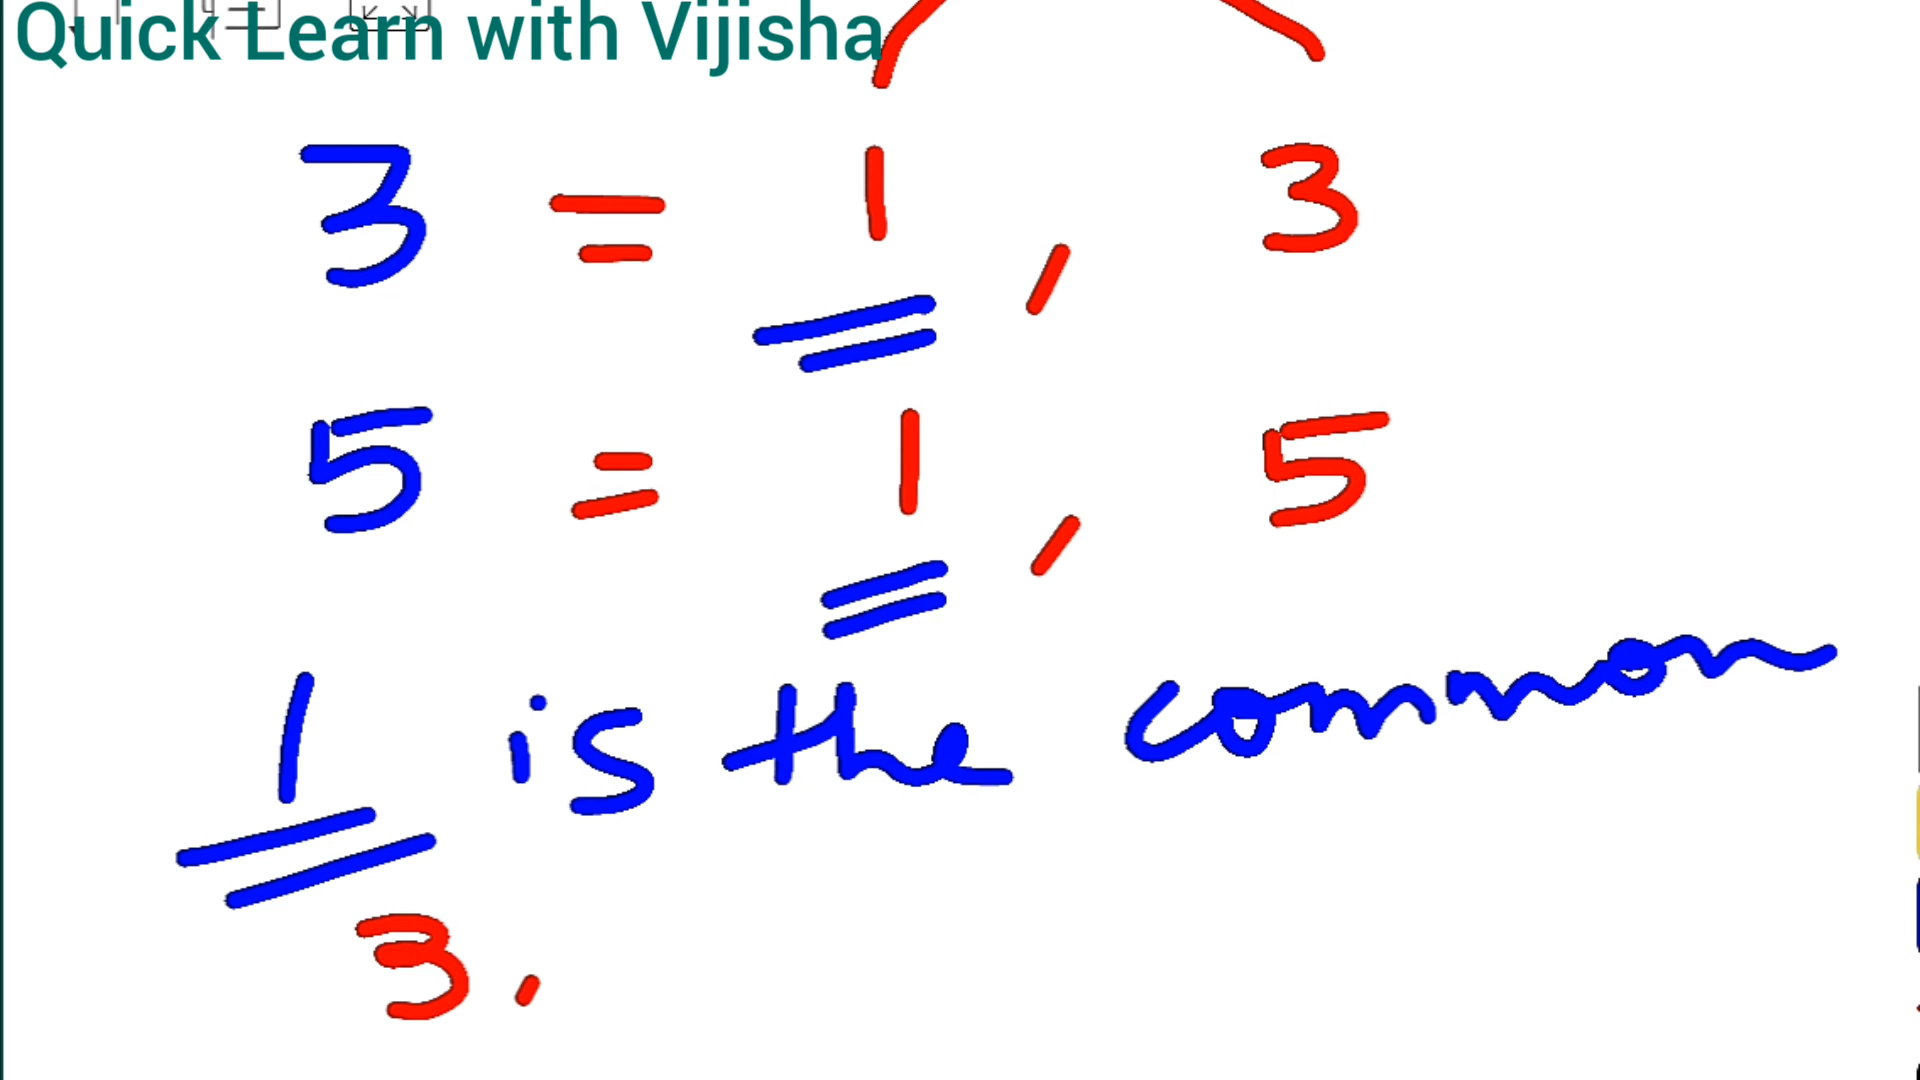 Quick Learn with Vijisha
3 = 1, 3
5 = 1, 5
1 is the common
3,